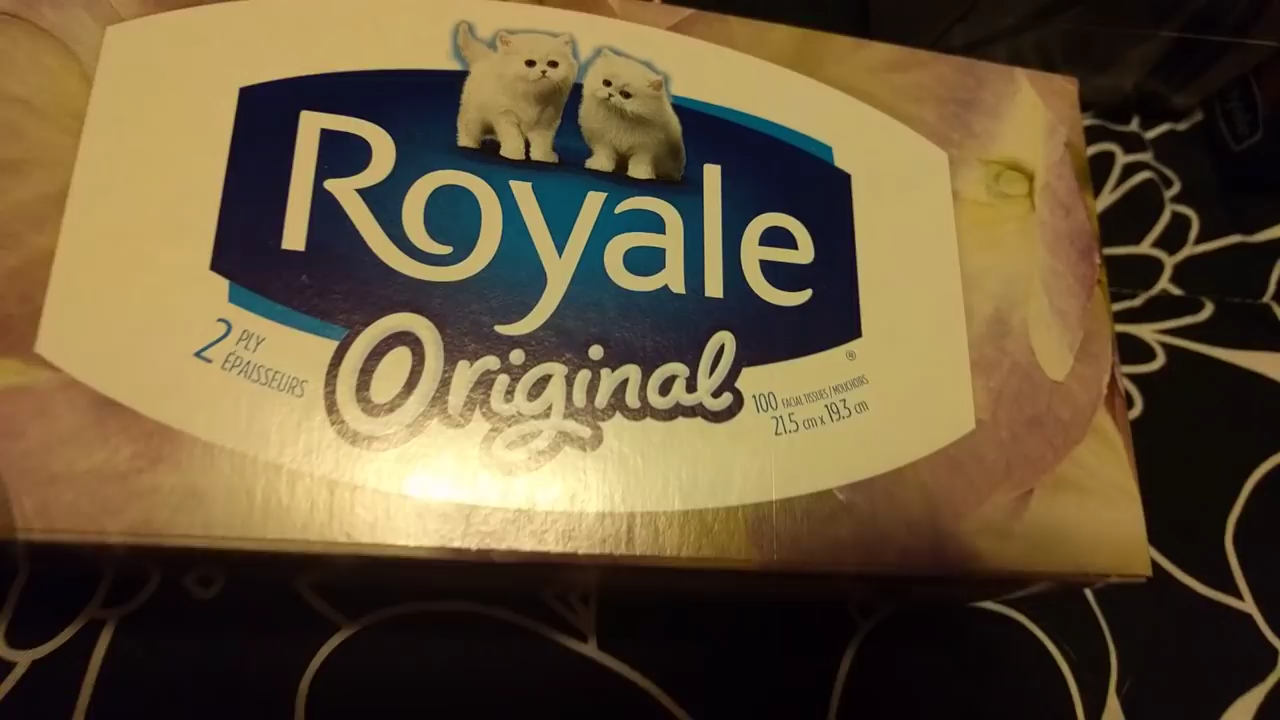 Royale
Original
2 PLY
ÉPAISSEURS
100 FACIAL TISSUES / MOUCHOIRS
21.5 cm x 19.3 cm
®